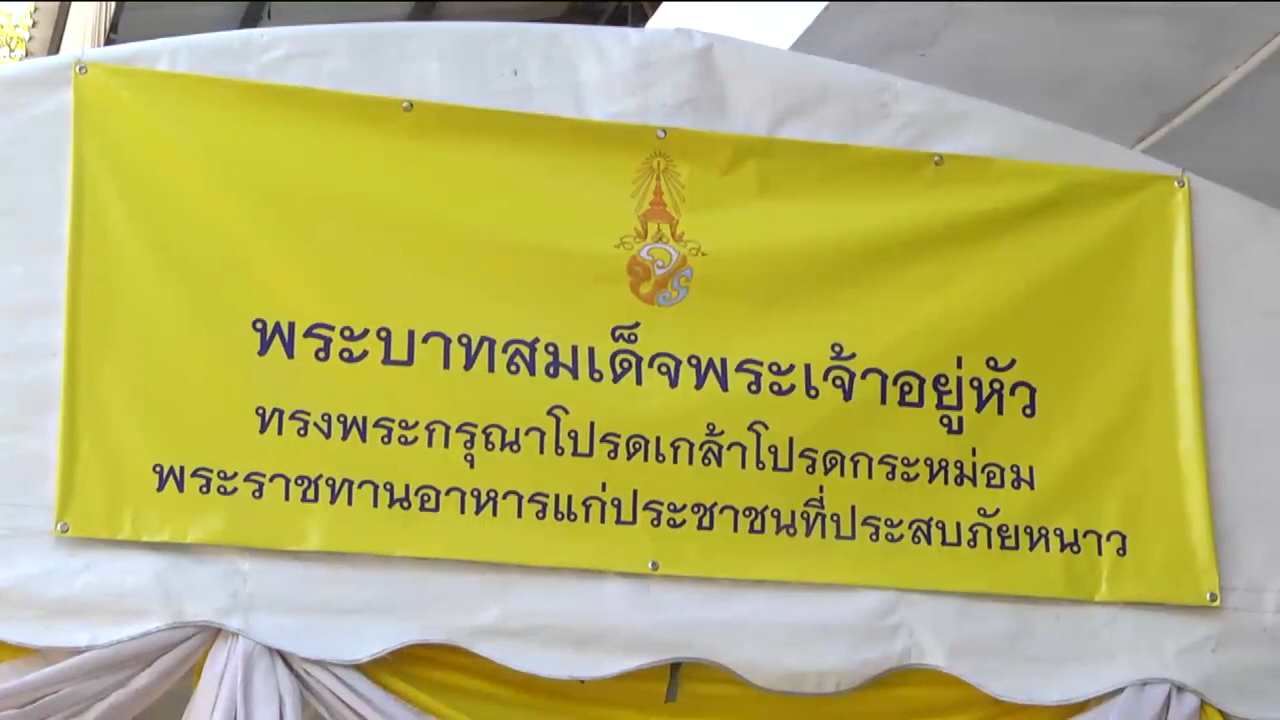 พระบาทสมเด็จพระเจ้าอยู่หัว
ทรงพระกรุณาโปรดเกล้าโปรดกระหม่อม
พระราชทานอาหารแก่ประชาชนที่ประสบภัยหนาว